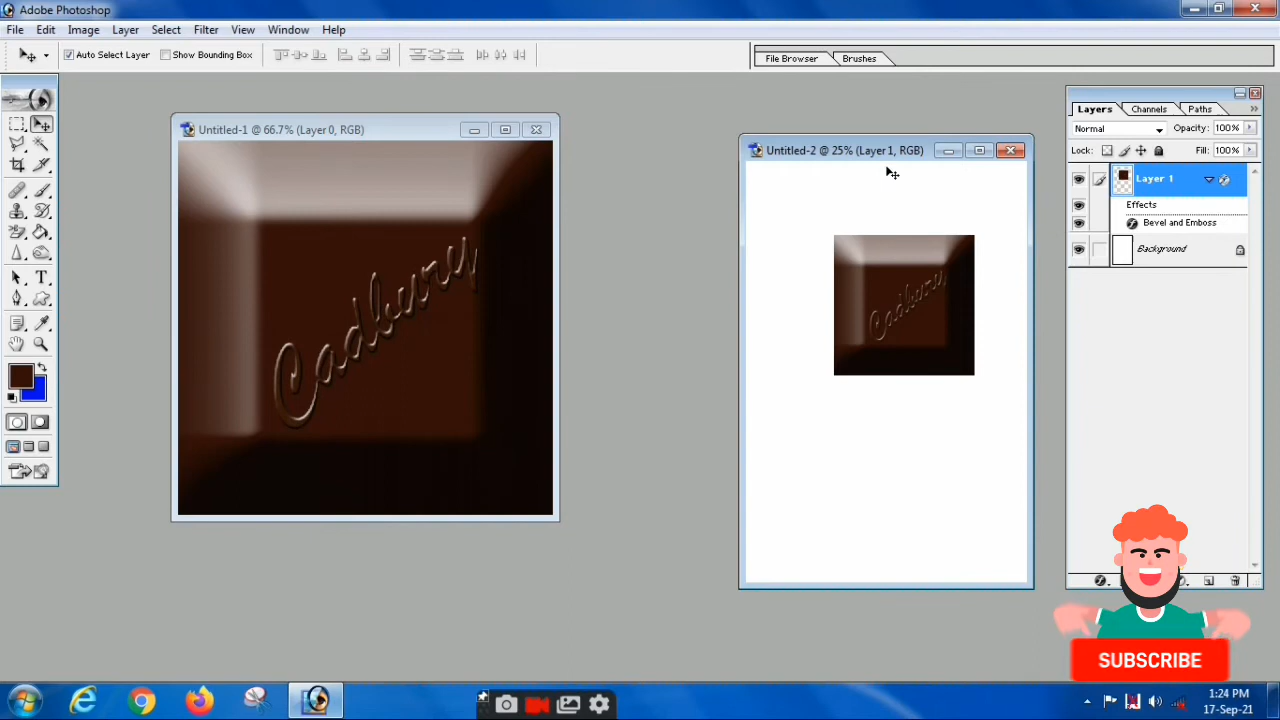 Adobe Photoshop
File Edit Image Layer Select Filter View Window Help
Auto Select Layer Show Bounding Box File Browser Brushes
Untitled-1 @ 66.7% (Layer 0, RGB)
Cadbury
Untitled-2 @ 25% (Layer 1, RGB)
Cadbury
Layers Channels Paths
Normal Opacity: 100%
Lock: Fill: 100%
Layer 1
Effects
Bevel and Emboss
Background
SUBSCRIBE
1:24 PM
17-Sep-21